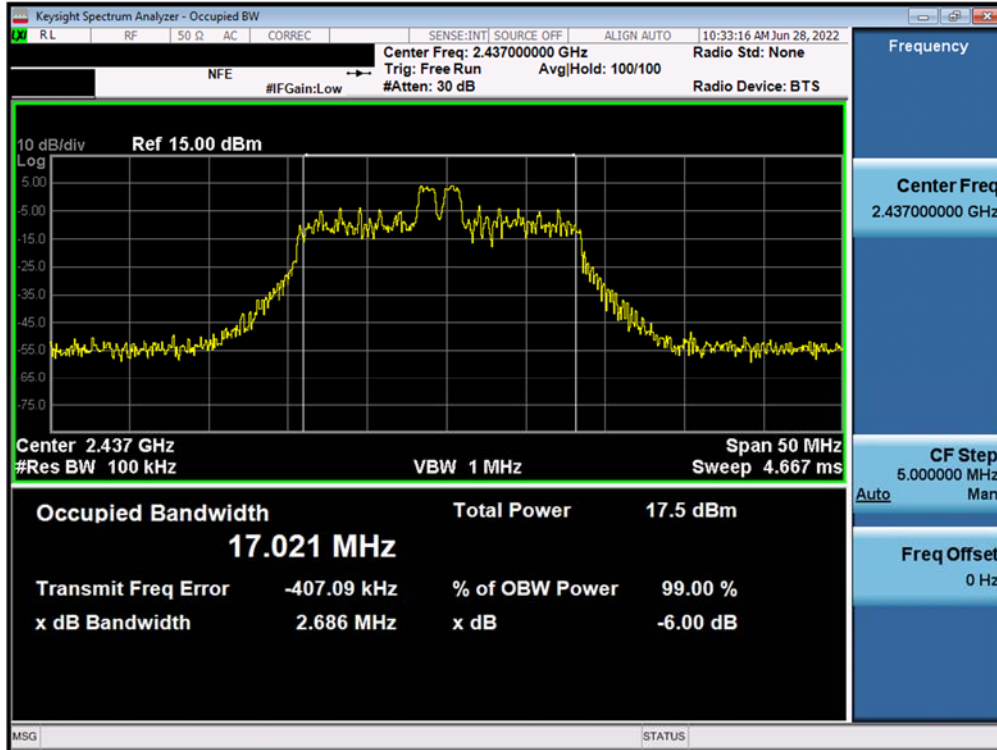 Keysight Spectrum Analyzer - Occupied BW
LXI RL RF 50 Ω AC CORREC SENSE:INT SOURCE OFF ALIGN AUTO 10:33:16 AM Jun 28, 2022
Center Freq: 2.437000000 GHz Radio Std: None
NFE Trig: Free Run Avg|Hold: 100/100
#IFGain:Low #Atten: 30 dB Radio Device: BTS
Frequency
10 dB/div Ref 15.00 dBm
Log
5.00
-5.00
-15.0
-25.0
-35.0
-45.0
-55.0
65.0
-75.0
Center 2.437 GHz Span 50 MHz
#Res BW 100 kHz VBW 1 MHz Sweep 4.667 ms
Center Freq
2.437000000 GHz
CF Step
5.000000 MHz
Auto Man
Freq Offset
0 Hz
Occupied Bandwidth Total Power 17.5 dBm
17.021 MHz
Transmit Freq Error -407.09 kHz % of OBW Power 99.00 %
x dB Bandwidth 2.686 MHz x dB -6.00 dB
MSG STATUS